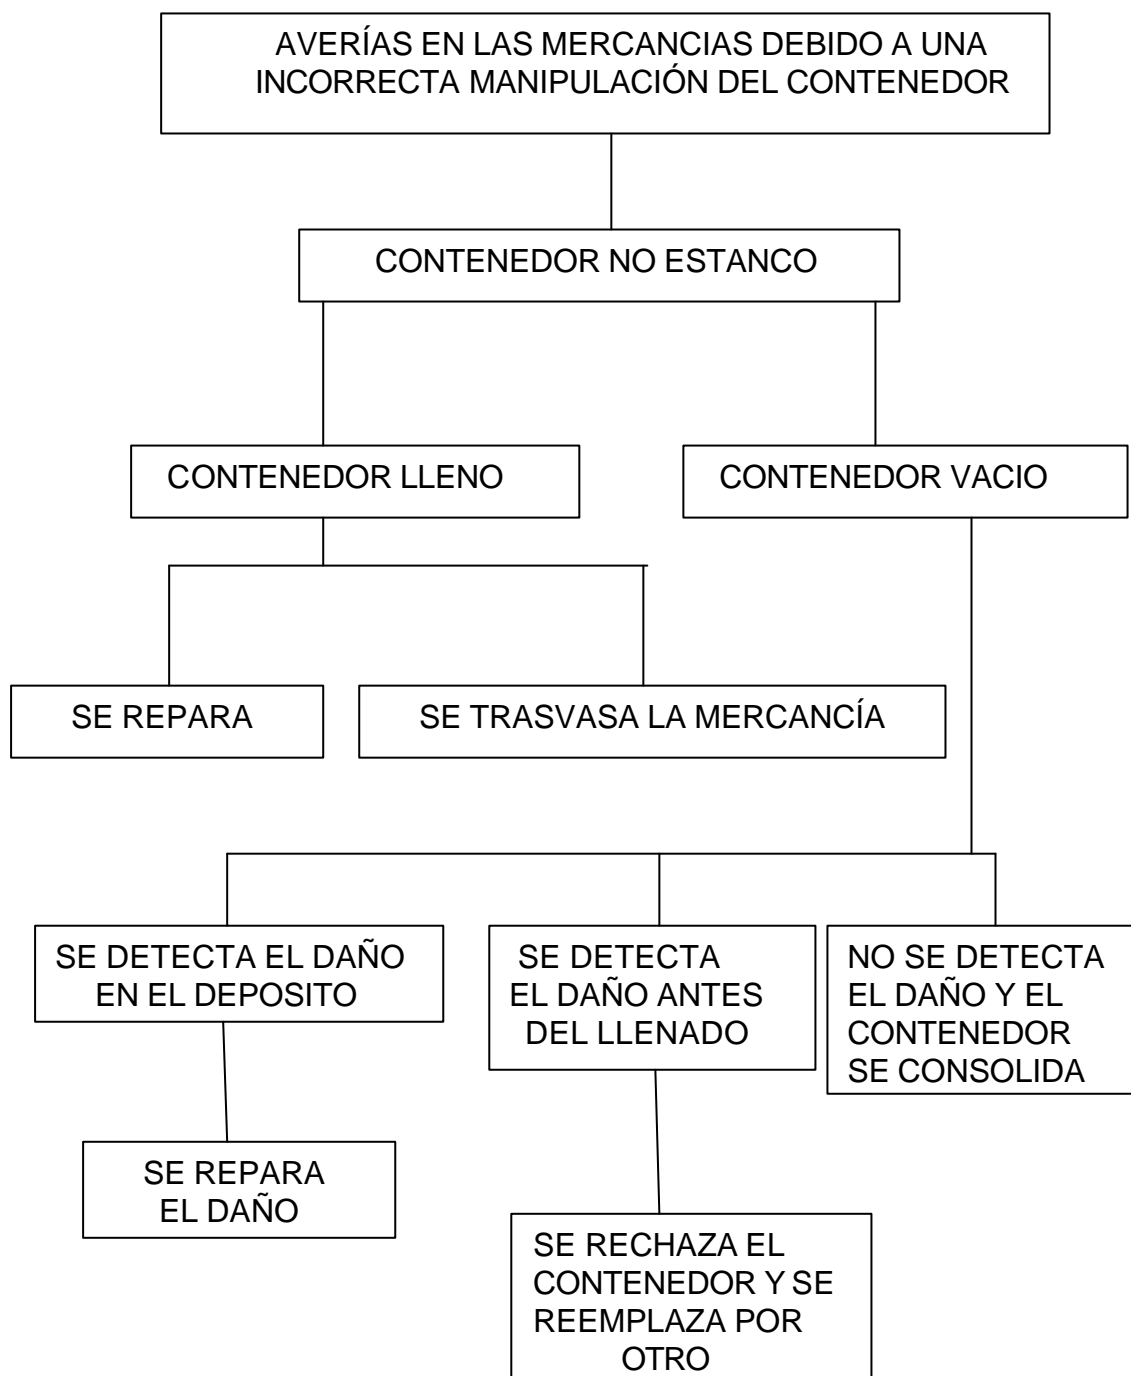 AVERÍAS EN LAS MERCANCIAS DEBIDO A UNA
INCORRECTA MANIPULACIÓN DEL CONTENEDOR
CONTENEDOR NO ESTANCO
CONTENEDOR LLENO
CONTENEDOR VACIO
SE REPARA
SE TRASVASA LA MERCANCÍA
SE DETECTA EL DAÑO
EN EL DEPOSITO
SE DETECTA
EL DAÑO ANTES
DEL LLENADO
NO SE DETECTA
EL DAÑO Y EL
CONTENEDOR
SE CONSOLIDA
SE REPARA
EL DAÑO
SE RECHAZA EL
CONTENEDOR Y SE
REEMPLAZA POR
OTRO